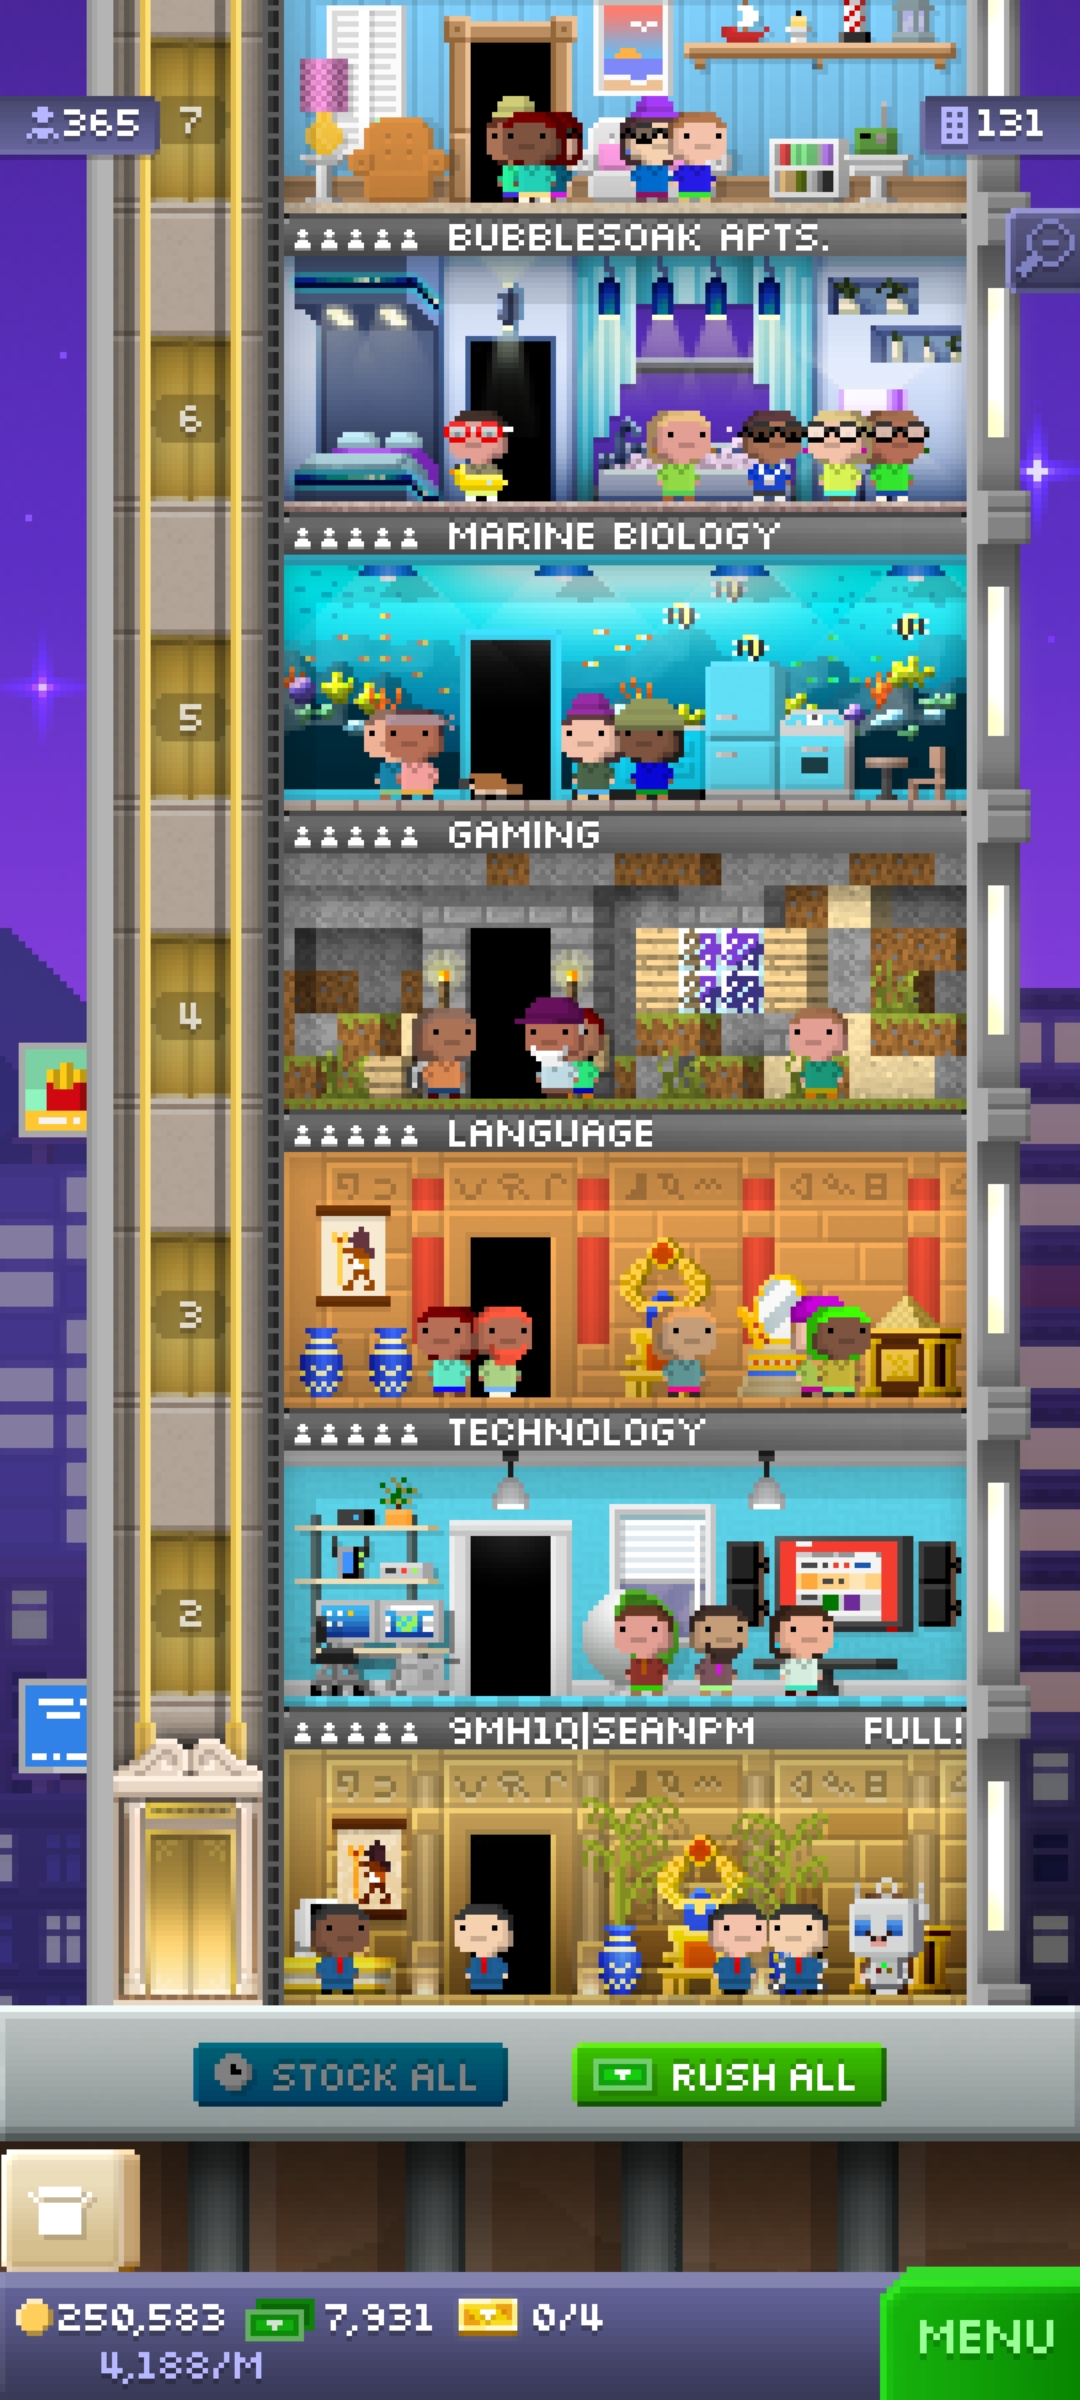 365
7
131
BUBBLESOAK APTS.
6
MARINE BIOLOGY
5
GAMING
4
LANGUAGE
3
TECHNOLOGY
2
9MH1Q|SEANPM FULL!
STOCK ALL
RUSH ALL
250,583 7,931 0/4
4,188/M
MENU